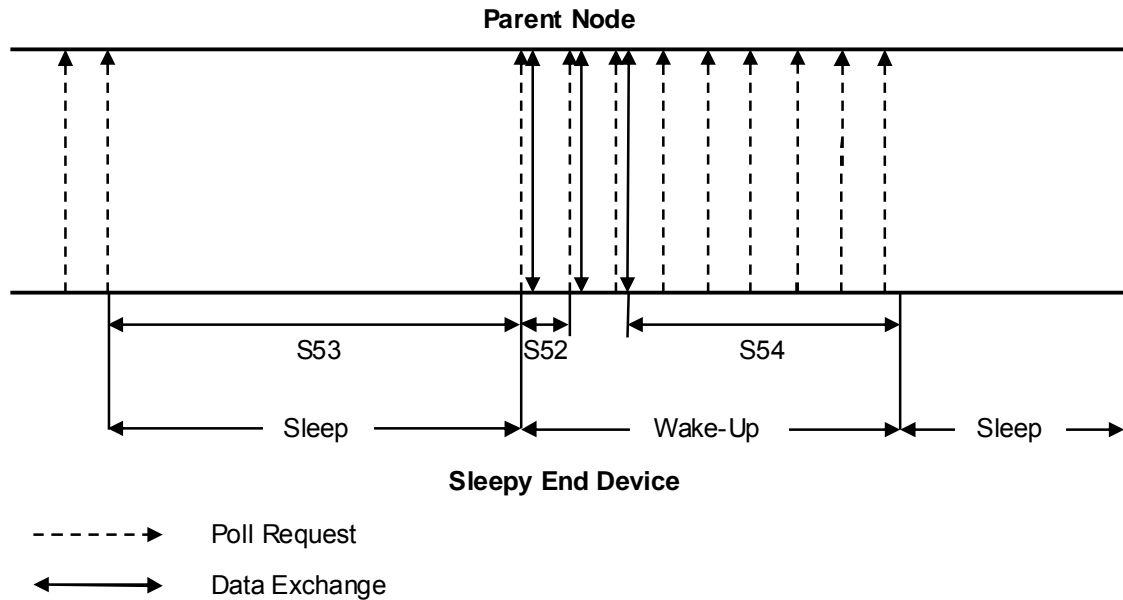 Parent Node
S53
S52
S54
Sleep
Wake-Up
Sleep
Sleepy End Device
Poll Request
Data Exchange